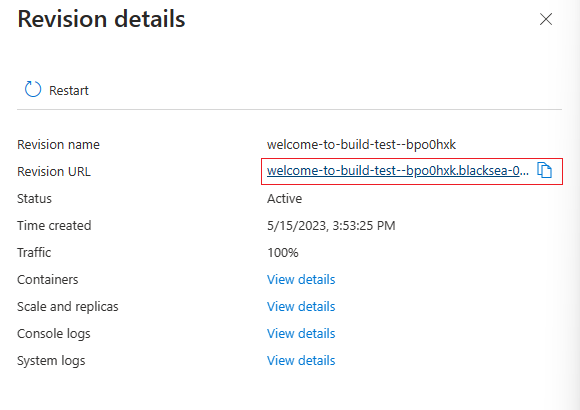 Revision details
Restart
Revision name welcome-to-build-test--bpo0hxk
Revision URL welcome-to-build-test--bpo0hxk.blacksea-0...
Status Active
Time created 5/15/2023, 3:53:25 PM
Traffic 100%
Containers View details
Scale and replicas View details
Console logs View details
System logs View details